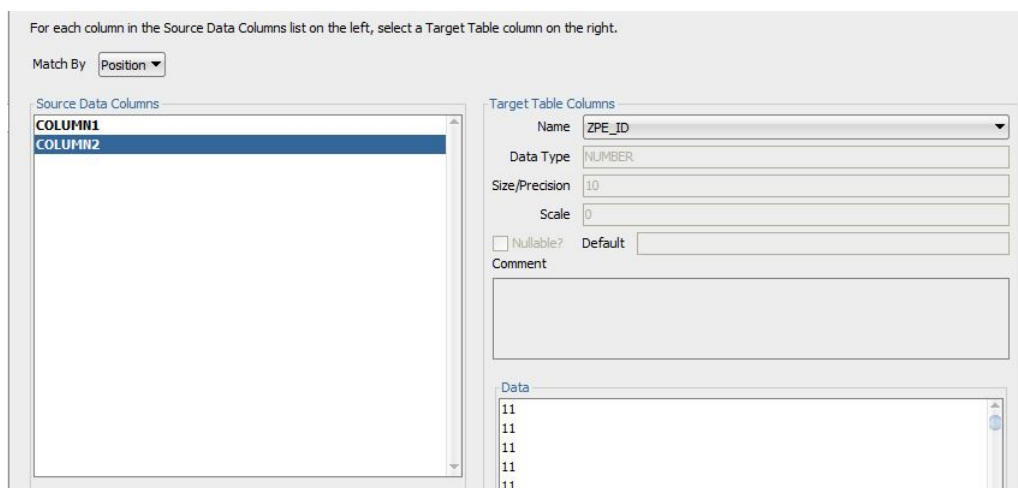 For each column in the Source Data Columns list on the left, select a Target Table column on the right.
Match By Position
Source Data Columns
COLUMN1
COLUMN2
Target Table Columns
Name ZPE_ID
Data Type NUMBER
Size/Precision 10
Scale 0
Nullable? Default
Comment
Data
11
11
11
11
11